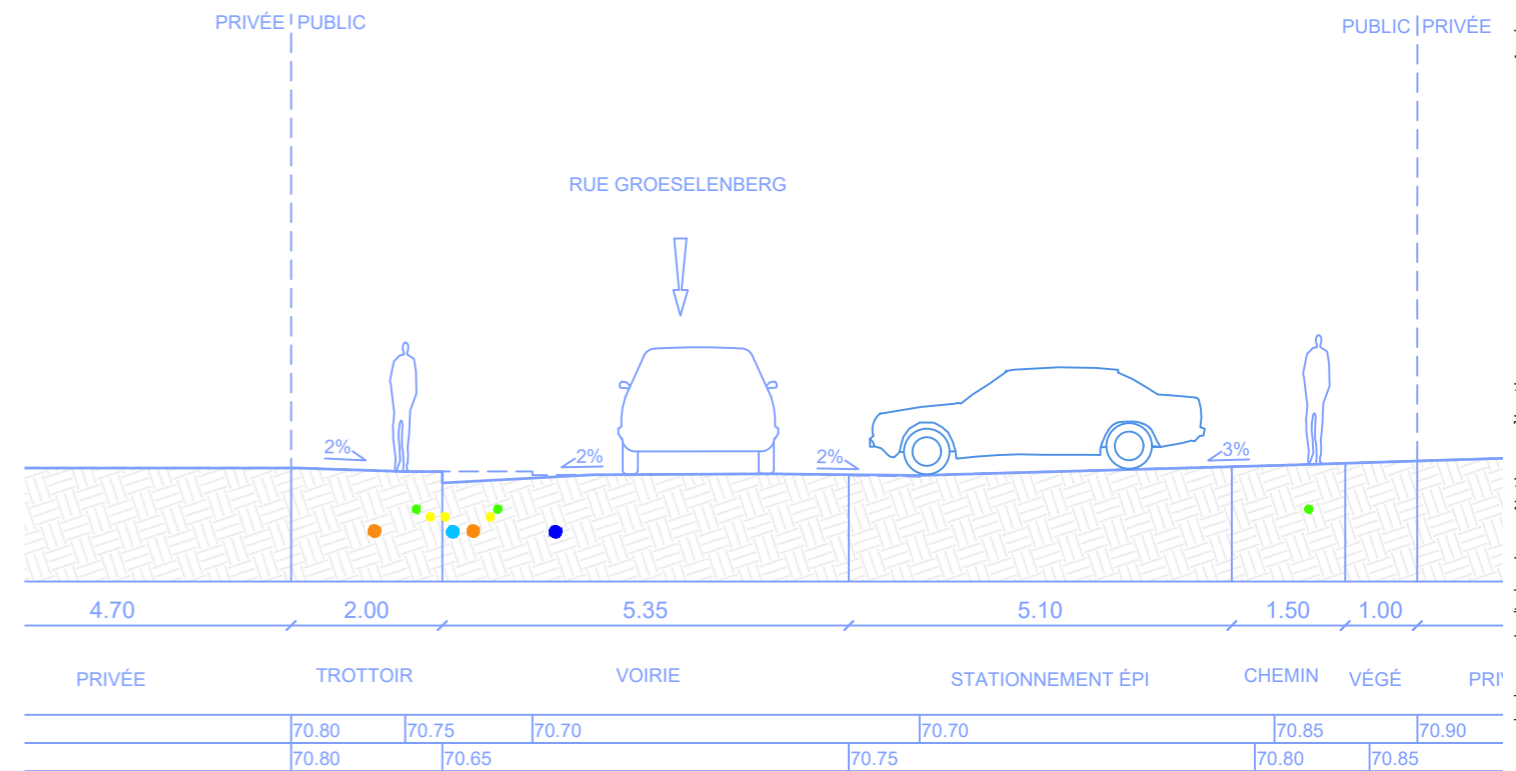 PRIVÉE PUBLIC
PUBLIC PRIVÉE
RUE GROESELENBERG
2%
2%
2%
3%
4.70 2.00 5.35 5.10 1.50 1.00
PRIVÉE TROTTOIR VOIRIE STATIONNEMENT ÉPI CHEMIN VÉGÉ PRIV
70.80 70.75 70.70 70.70 70.85 70.90
70.80 70.65 70.75 70.80 70.85